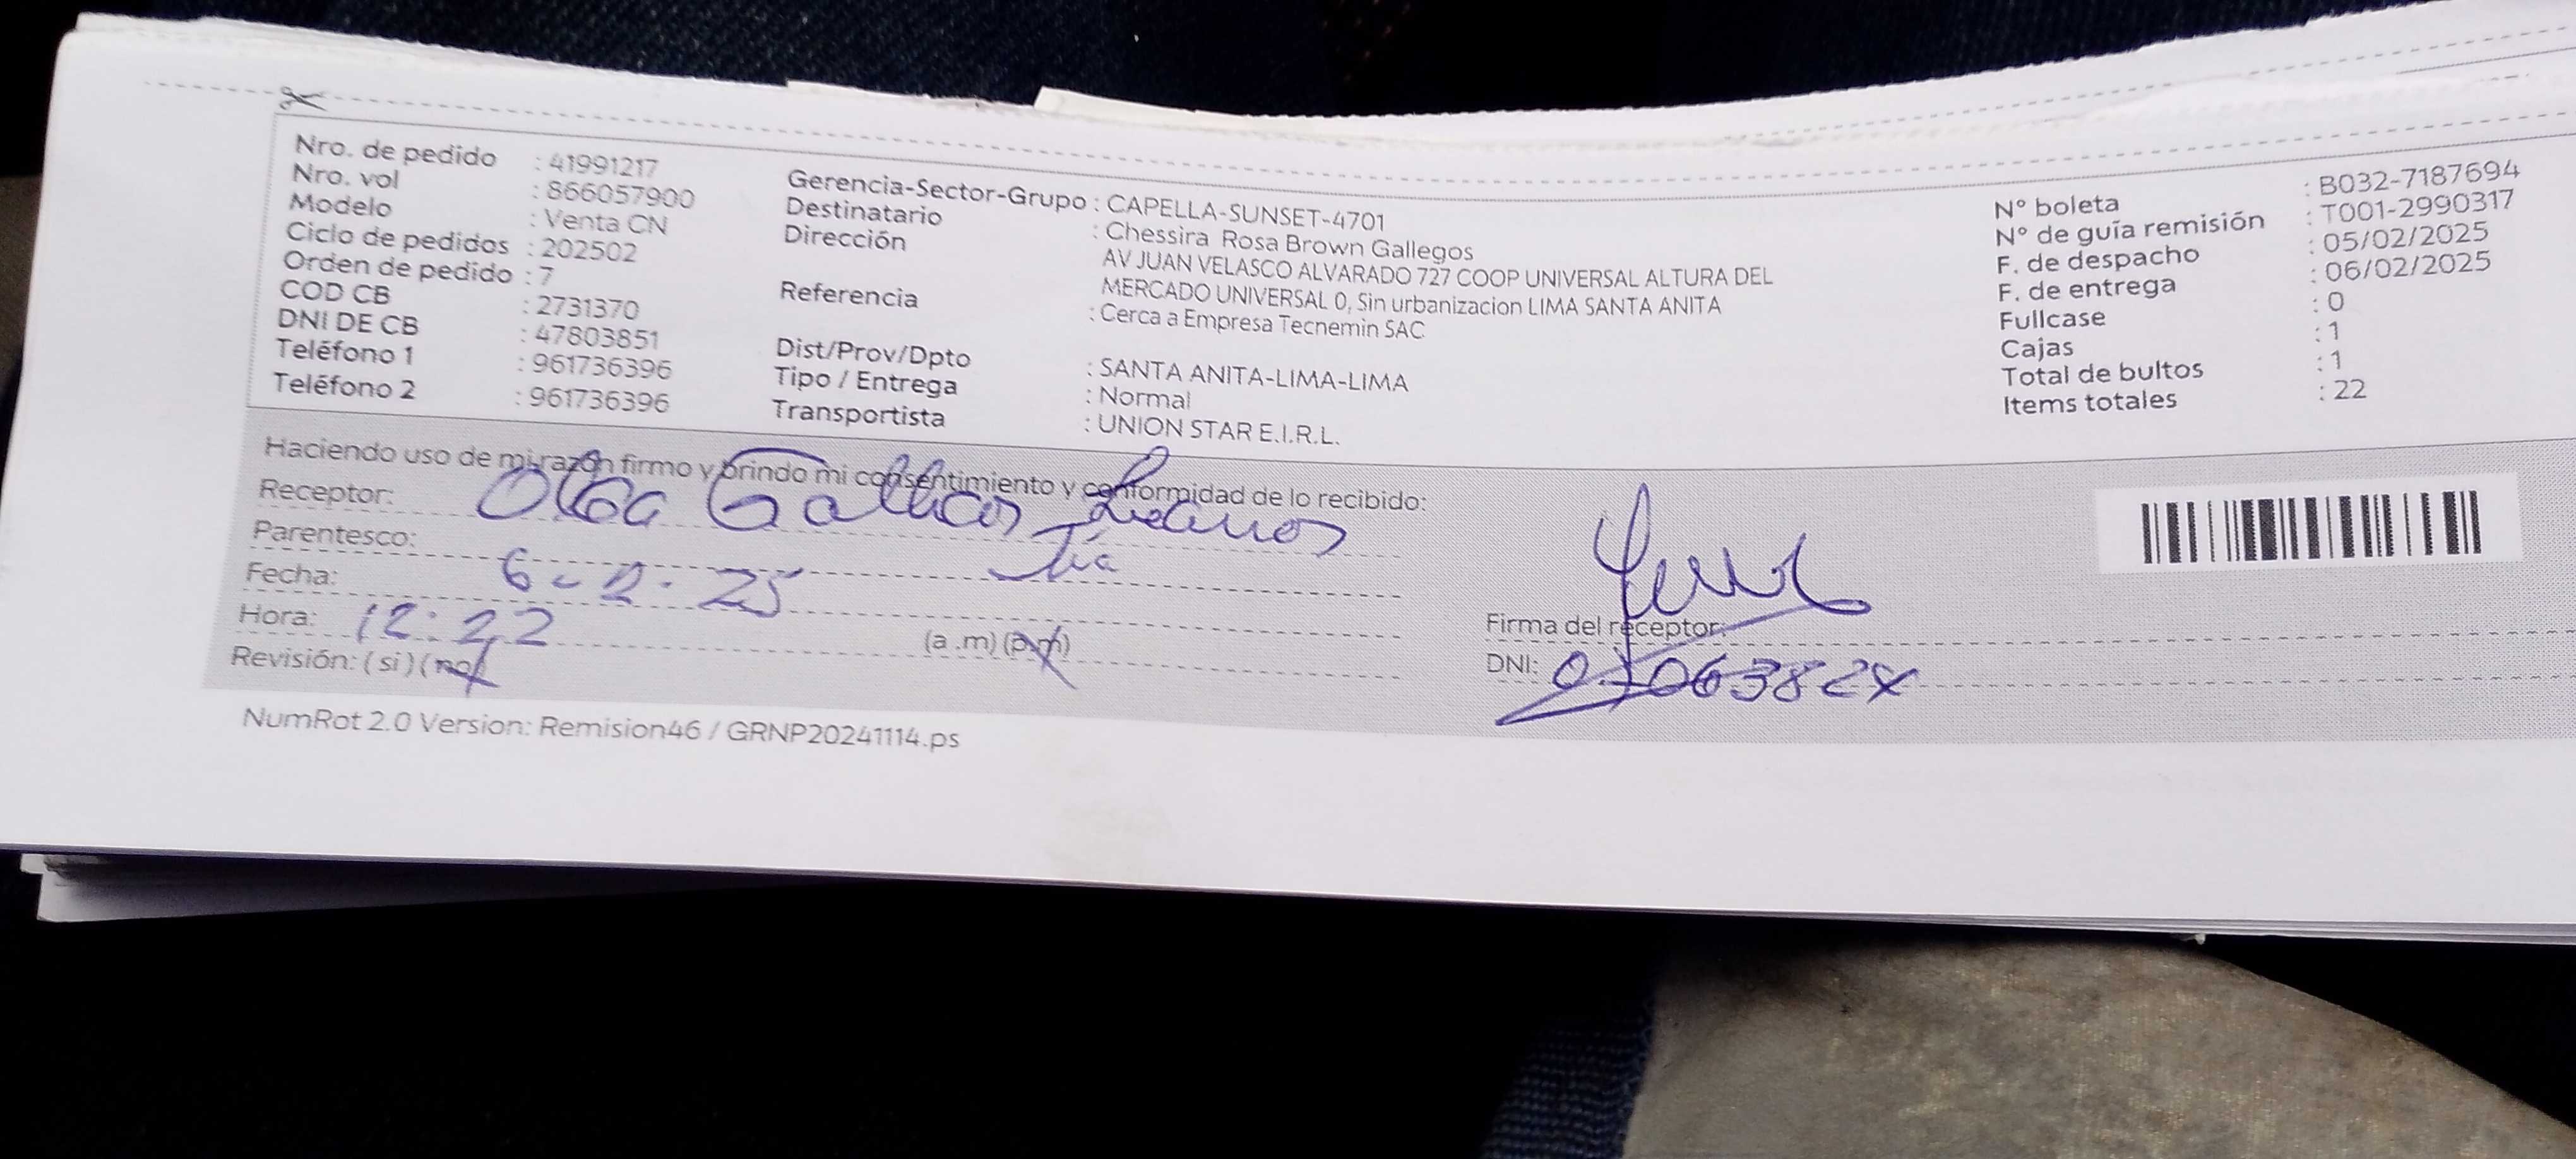 Nro. de pedido : 41991217
Nro. vol : 866057900
Modelo : Venta CN
Ciclo de pedidos : 202502
Orden de pedido : 7
COD CB : 2731370
DNI DE CB : 47803851
Teléfono 1 : 961736396
Teléfono 2 : 961736396
Gerencia-Sector-Grupo : CAPELLA-SUNSET-4701
Destinatario : Chessira Rosa Brown Gallegos
Dirección AV JUAN VELASCO ALVARADO 727 COOP UNIVERSAL ALTURA DEL
MERCADO UNIVERSAL 0, Sin urbanizacion LIMA SANTA ANITA
Referencia : Cerca a Empresa Tecnemin SAC
Dist/Prov/Dpto : SANTA ANITA-LIMA-LIMA
Tipo / Entrega : Normal
Transportista : UNION STAR E.I.R.L.
N° boleta : B032-7187694
N° de guía remisión : T001-2990317
F. de despacho : 05/02/2025
F. de entrega : 06/02/2025
Fullcase : 0
Cajas : 1
Total de bultos : 1
Items totales : 22
Haciendo uso de mi razón firmo y brindo mi consentimiento y conformidad de lo recibido:
Receptor: Olga
Parentesco: Tía
Fecha: 6-2-25
Hora: 12:22 (a .m) (p.m)
Revisión: ( si ) ( no)
Firma del receptor:
DNI:
NumRot 2.0 Version: Remision46 / GRNP20241114.ps